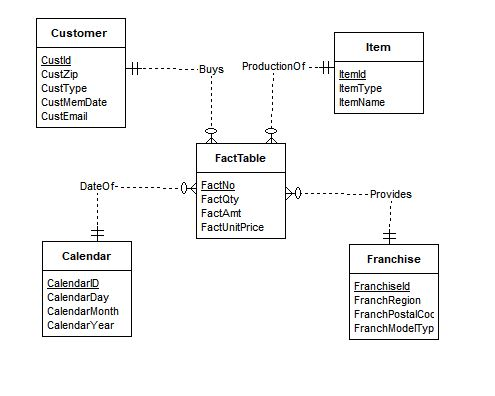 Customer
CustId
CustZip
CustType
CustMemDate
CustEmail
Buys
ProductionOf
Item
ItemId
ItemType
ItemName
FactTable
FactNo
FactQty
FactAmt
FactUnitPrice
DateOf
Provides
Calendar
CalendarID
CalendarDay
CalendarMonth
CalendarYear
Franchise
FranchiseId
FranchRegion
FranchPostalCoc
FranchModelTyp